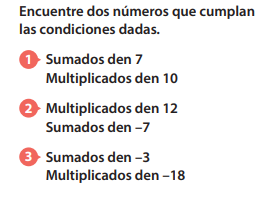 Encuentre dos números que cumplan
las condiciones dadas.
1 Sumados den 7
Multiplicados den 10
2 Multiplicados den 12
Sumados den –7
3 Sumados den –3
Multiplicados den –18